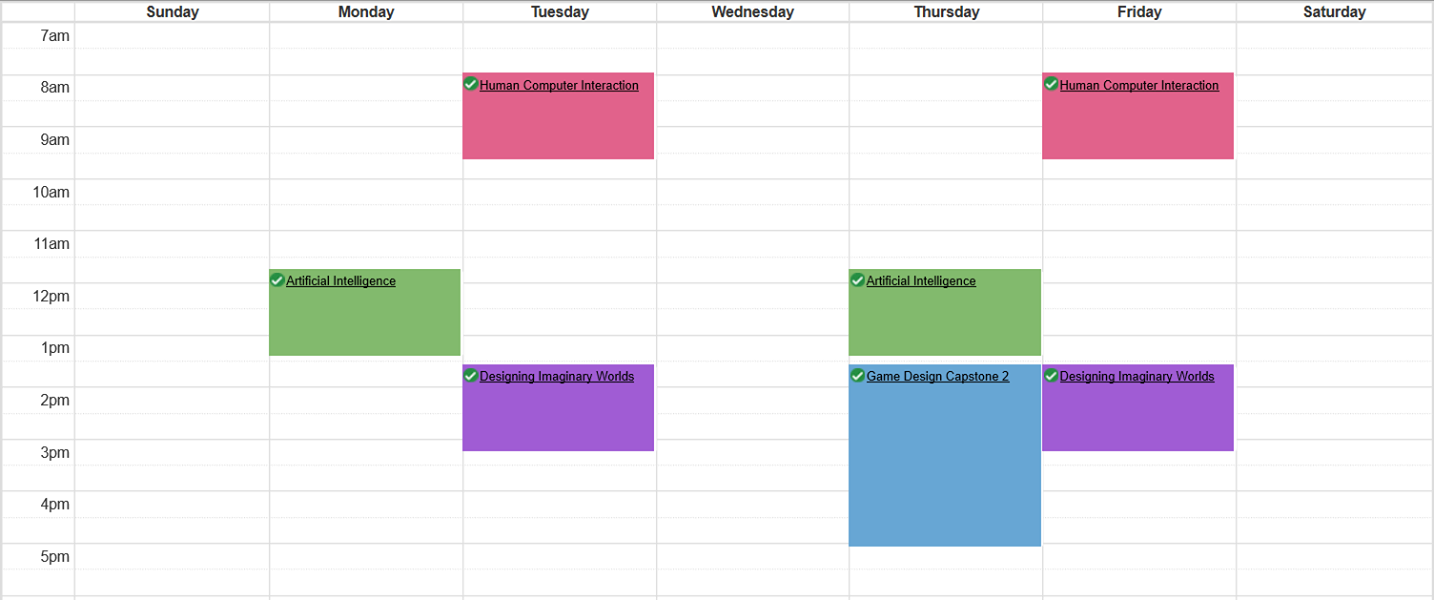 Sunday Monday Tuesday Wednesday Thursday Friday Saturday
7am
8am Human Computer Interaction Human Computer Interaction
9am
10am
11am
Artificial Intelligence Artificial Intelligence
12pm
1pm
Designing Imaginary Worlds Game Design Capstone 2 Designing Imaginary Worlds
2pm
3pm
4pm
5pm